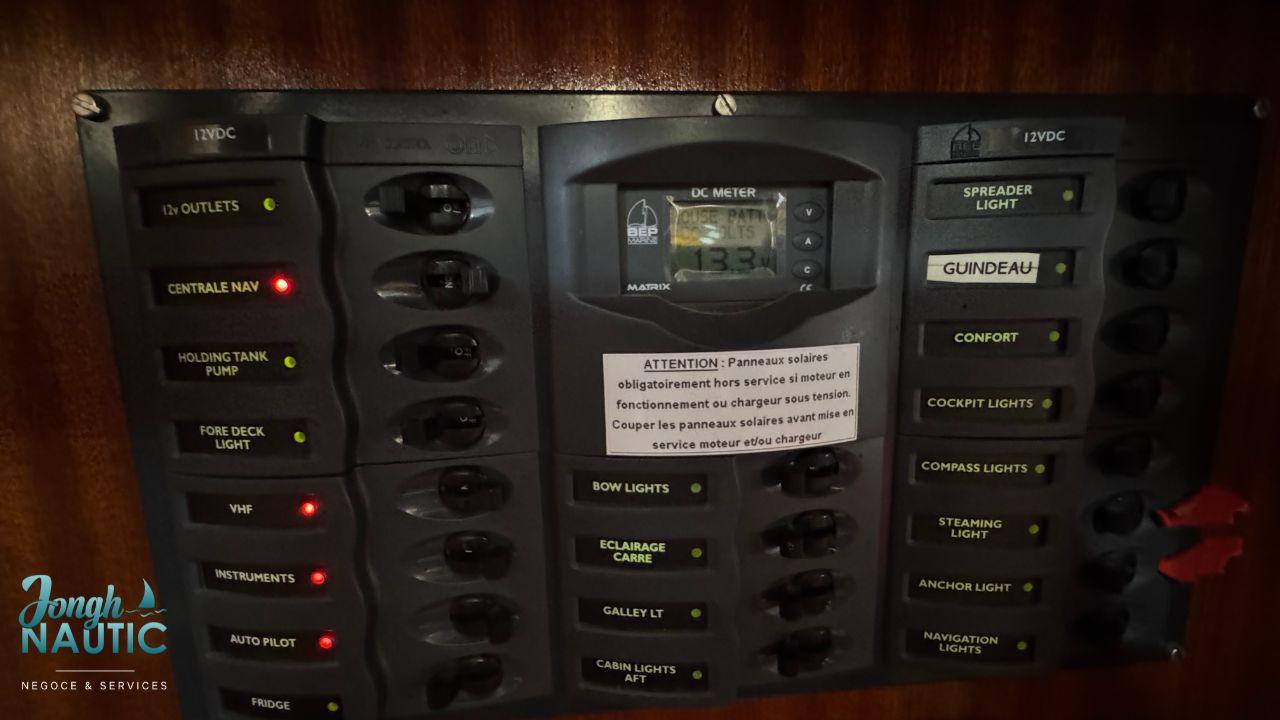 12VDC
12v OUTLETS
CENTRALE NAV
HOLDING TANK
PUMP
FORE DECK
LIGHT
VHF
INSTRUMENTS
AUTO PILOT
FRIDGE
DC METER
BEP
MARINE
13.3V
V
A
C
MATRIX
CE
ATTENTION : Panneaux solaires
obligatoirement hors service si moteur en
fonctionnement ou chargeur sous tension.
Couper les panneaux solaires avant mise en
service moteur et/ou chargeur
BOW LIGHTS
ECLAIRAGE
CARRE
GALLEY LT
CABIN LIGHTS
AFT
12VDC
SPREADER
LIGHT
GUINDEAU
CONFORT
COCKPIT LIGHTS
COMPASS LIGHTS
STEAMING
LIGHT
ANCHOR LIGHT
NAVIGATION
LIGHTS
Jongh
NAUTIC
NEGOCE & SERVICES